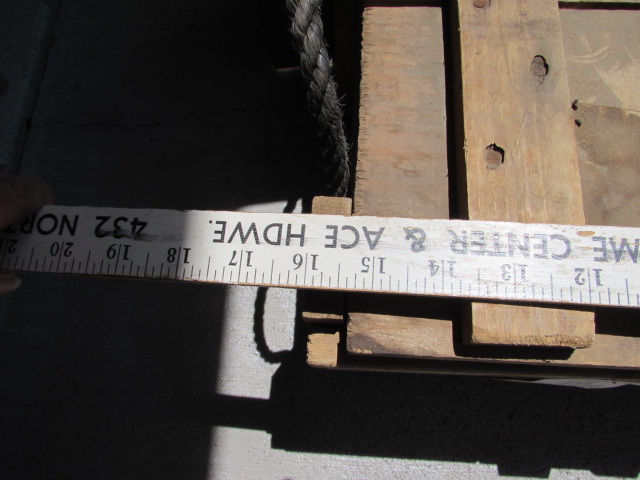 ME CENTER & ACE HDWE. 432 NORT
12 13 14 15 16 17 18 19 20 21